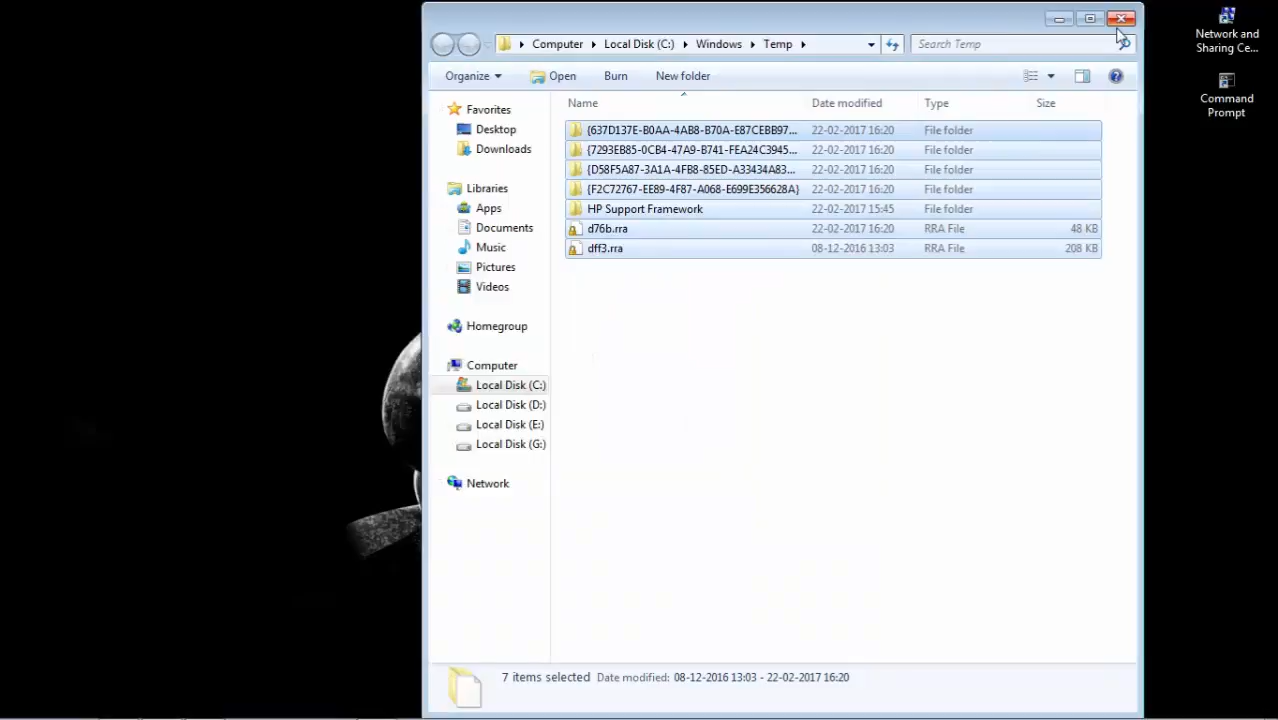 Network and
Sharing Ce...
Command
Prompt
Computer
Local Disk (C:)
Windows
Temp
Search Temp
Organize
Open
Burn
New folder
Favorites
Desktop
Downloads
Libraries
Apps
Documents
Music
Pictures
Videos
Homegroup
Computer
Local Disk (C:)
Local Disk (D:)
Local Disk (E:)
Local Disk (G:)
Network
Name Date modified Type Size
{637D137E-B0AA-4AB8-B70A-E87CEBB97... 22-02-2017 16:20 File folder
{7293EB85-0CB4-47A9-B741-FEA24C3945... 22-02-2017 16:20 File folder
{D58F5A87-3A1A-4FB8-85ED-A33434A83... 22-02-2017 16:20 File folder
{F2C72767-EE89-4F87-A068-E699E356628A} 22-02-2017 16:20 File folder
HP Support Framework 22-02-2017 15:45 File folder
d76b.rra 22-02-2017 16:20 RRA File 48 KB
dff3.rra 08-12-2016 13:03 RRA File 208 KB
7 items selected Date modified: 08-12-2016 13:03 - 22-02-2017 16:20